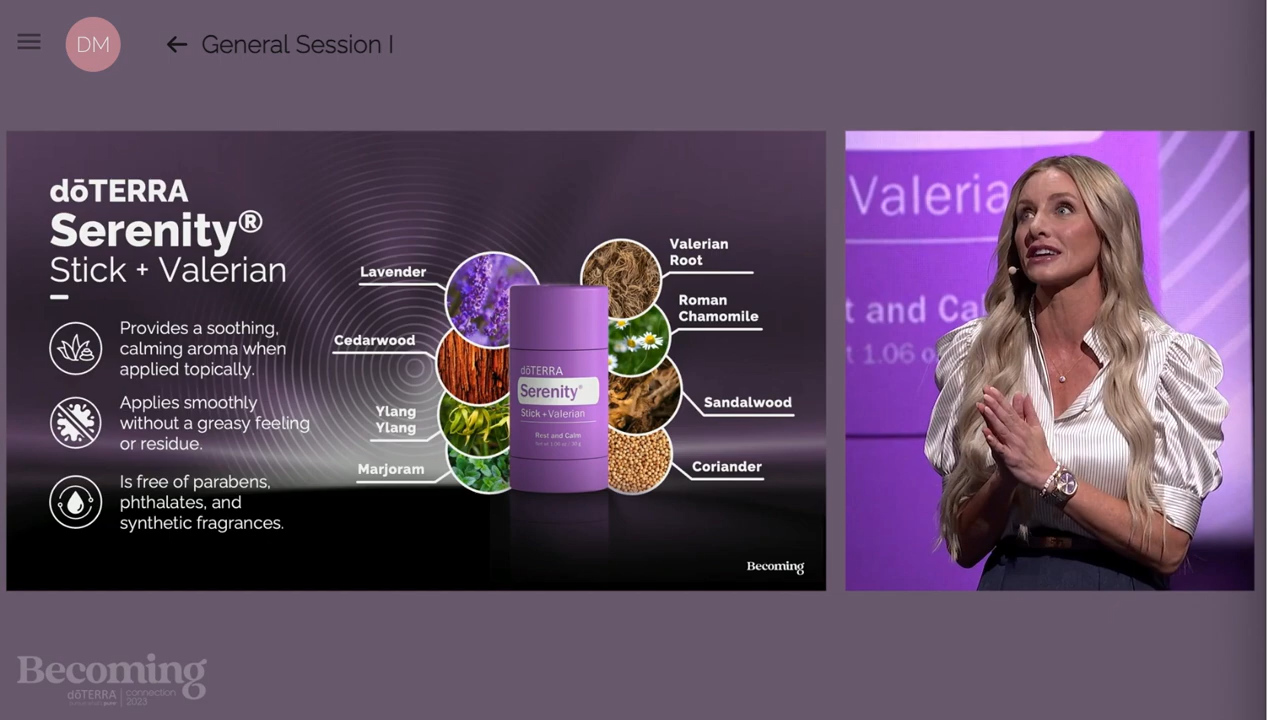 DM
General Session I
dōTERRA
Serenity®
Stick + Valerian
Provides a soothing,
calming aroma when
applied topically.
Applies smoothly
without a greasy feeling
or residue.
Is free of parabens,
phthalates, and
synthetic fragrances.
Lavender
Cedarwood
Ylang
Ylang
Marjoram
Valerian
Root
Roman
Chamomile
Sandalwood
Coriander
dōTERRA
Serenity®
Stick + Valerian
Rest and Calm
Becoming
Valeria
t and Ca
t 1.06 o
Becoming
dōTERRA | connection
2023